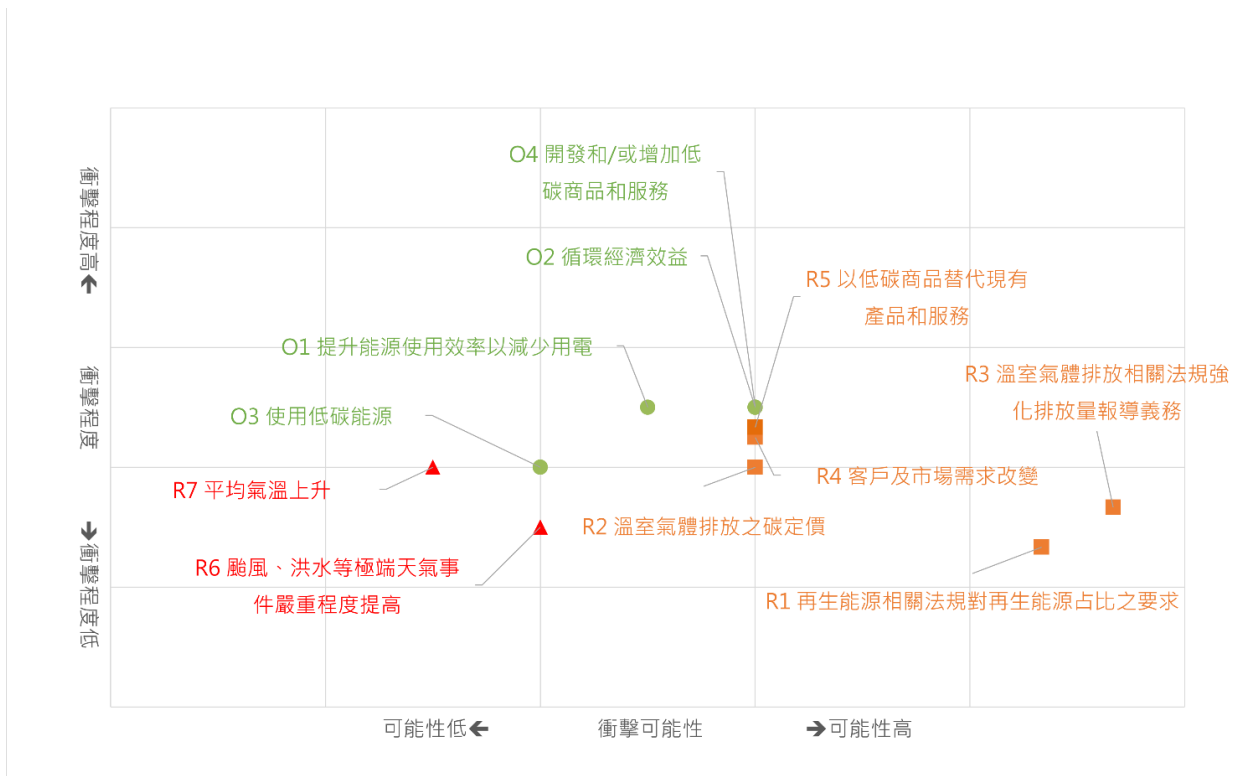 O4 開發和/或增加低
碳商品和服務
O2 循環經濟效益
R5 以低碳商品替代現有
產品和服務
O1 提升能源使用效率以減少用電
R3 溫室氣體排放相關法規強
化排放量報導義務
O3 使用低碳能源
R7 平均氣溫上升
R4 客戶及市場需求改變
R2 溫室氣體排放之碳定價
R6 颱風、洪水等極端天氣事
件嚴重程度提高
R1 再生能源相關法規對再生能源占比之要求
衝擊程度高➔
衝擊程度
➔衝擊程度低
可能性低🡸
衝擊可能性
➔可能性高